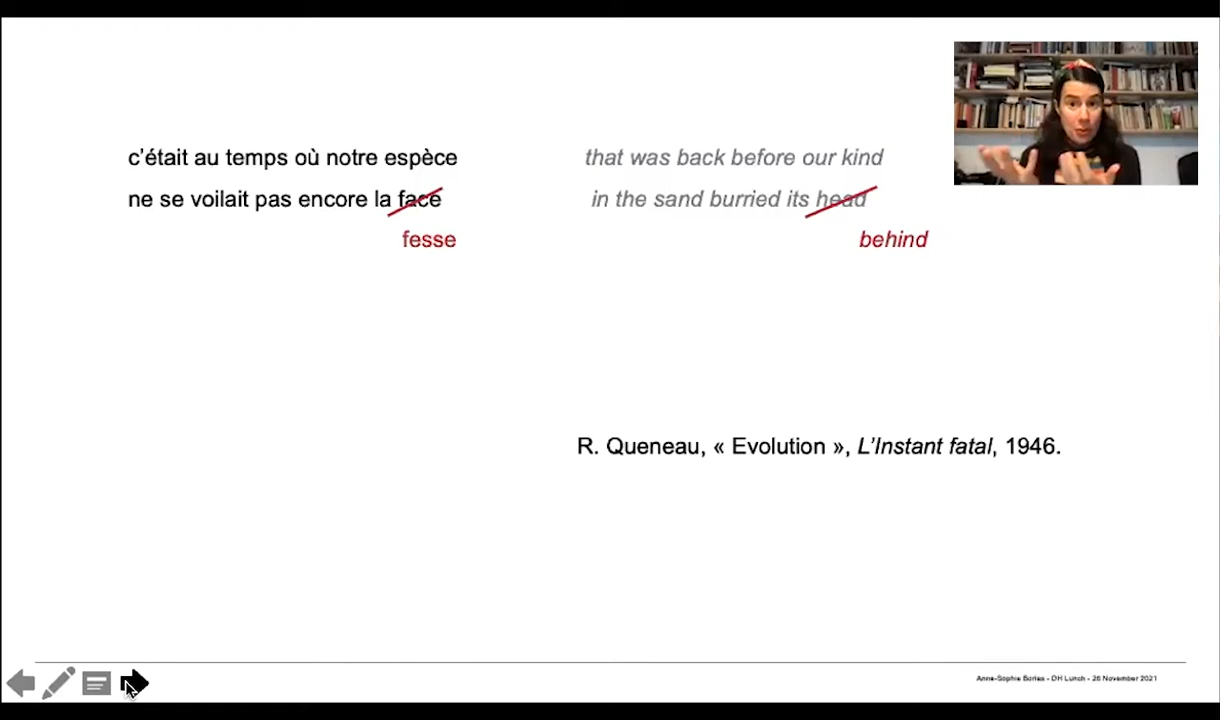 c'était au temps où notre espèce
ne se voilait pas encore la face
fesse
that was back before our kind
in the sand burried its head
behind
R. Queneau, « Evolution », L'Instant fatal, 1946.
Anne-Sophie Bories - DH Lunch - 26 November 2021